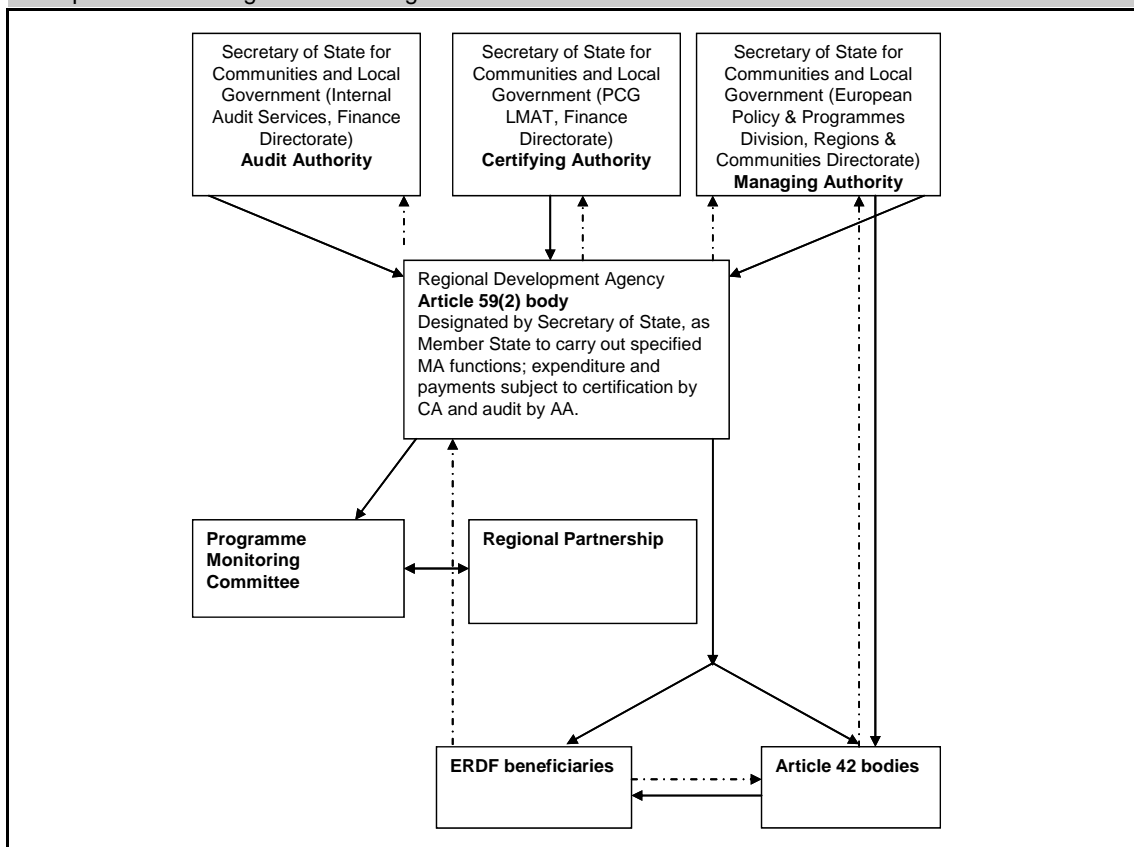 Secretary of State for
Communities and Local
Government (Internal
Audit Services, Finance
Directorate)
Audit Authority
Secretary of State for
Communities and Local
Government (PCG
LMAT, Finance
Directorate)
Certifying Authority
Secretary of State for
Communities and Local
Government (European
Policy & Programmes
Division, Regions &
Communities Directorate)
Managing Authority
Regional Development Agency
Article 59(2) body
Designated by Secretary of State, as
Member State to carry out specified
MA functions; expenditure and
payments subject to certification by
CA and audit by AA.
Programme
Monitoring
Committee
Regional Partnership
ERDF beneficiaries
Article 42 bodies